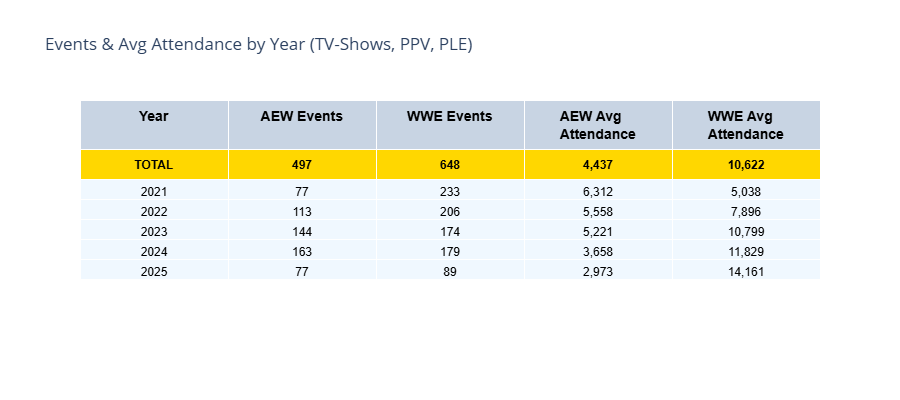 Events & Avg Attendance by Year (TV-Shows, PPV, PLE)
Year AEW Events WWE Events AEW Avg Attendance WWE Avg Attendance
TOTAL 497 648 4,437 10,622
2021 77 233 6,312 5,038
2022 113 206 5,558 7,896
2023 144 174 5,221 10,799
2024 163 179 3,658 11,829
2025 77 89 2,973 14,161